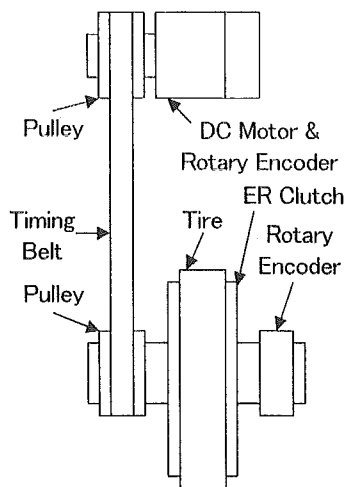 Pulley
DC Motor &
Rotary Encoder
ER Clutch
Timing
Belt
Tire
Rotary
Encoder
Pulley